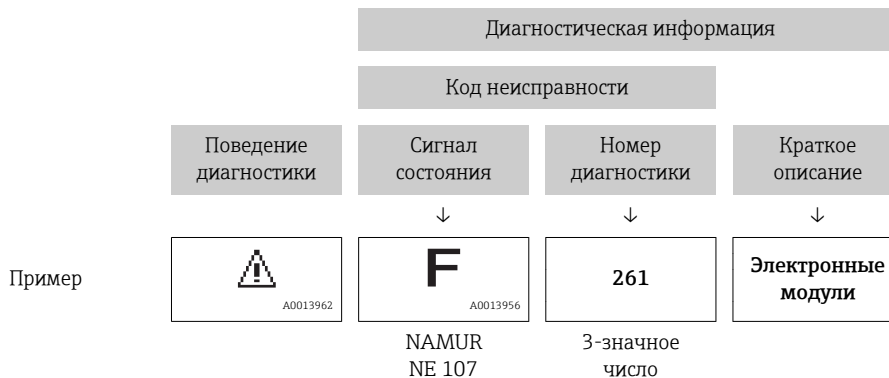 Диагностическая информация
Код неисправности
Поведение
диагностики
Сигнал
состояния
Номер
диагностики
Краткое
описание
↓ ↓ ↓
Пример
A0013962
F
A0013956
261
Электронные
модули
NAMUR
NE 107
3-значное
число